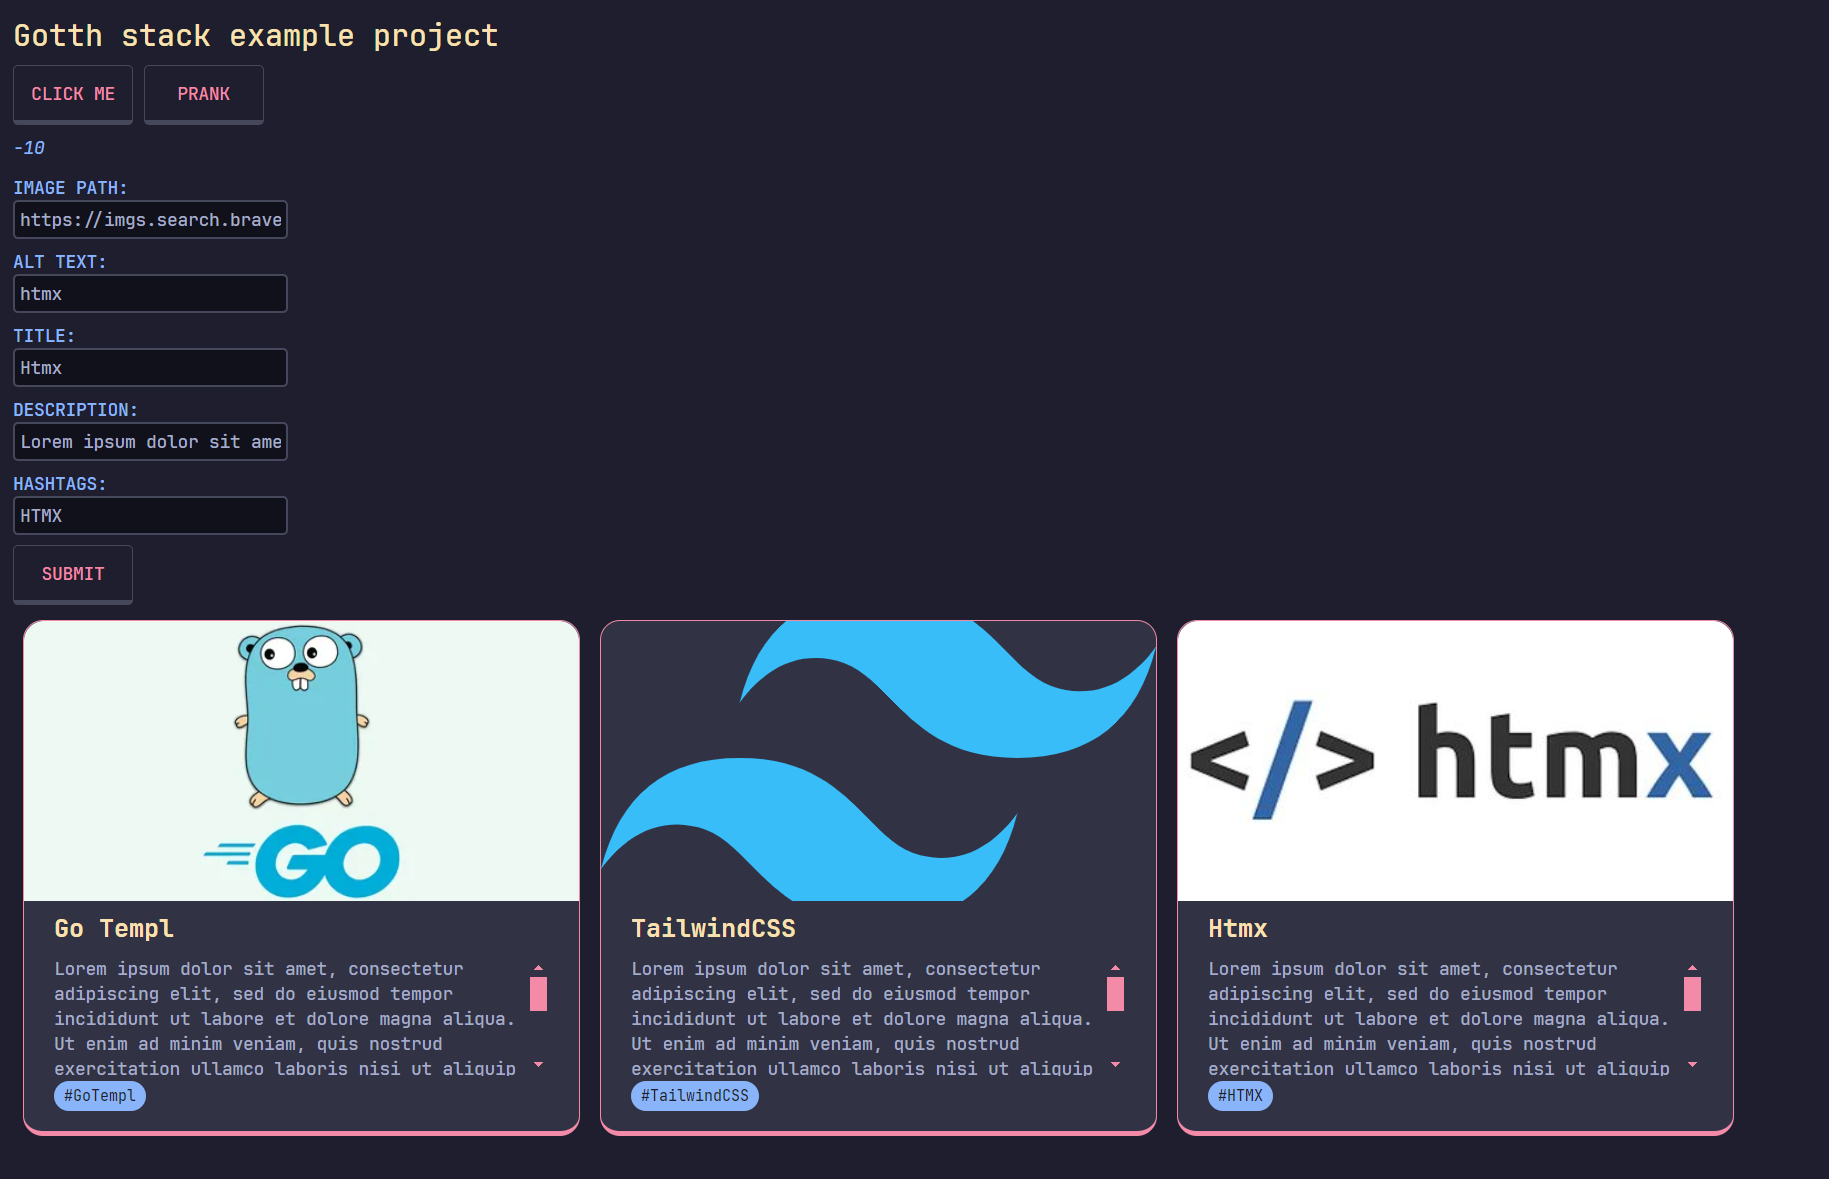 Gotth stack example project
CLICK ME PRANK
-10
IMAGE PATH:
https://imgs.search.brave
ALT TEXT:
htmx
TITLE:
Htmx
DESCRIPTION:
Lorem ipsum dolor sit ame
HASHTAGS:
HTMX
SUBMIT
GO
</> htmx
Go Templ
Lorem ipsum dolor sit amet, consectetur
adipiscing elit, sed do eiusmod tempor
incididunt ut labore et dolore magna aliqua.
Ut enim ad minim veniam, quis nostrud
exercitation ullamco laboris nisi ut aliquip
#GoTempl
TailwindCSS
Lorem ipsum dolor sit amet, consectetur
adipiscing elit, sed do eiusmod tempor
incididunt ut labore et dolore magna aliqua.
Ut enim ad minim veniam, quis nostrud
exercitation ullamco laboris nisi ut aliquip
#TailwindCSS
Htmx
Lorem ipsum dolor sit amet, consectetur
adipiscing elit, sed do eiusmod tempor
incididunt ut labore et dolore magna aliqua.
Ut enim ad minim veniam, quis nostrud
exercitation ullamco laboris nisi ut aliquip
#HTMX